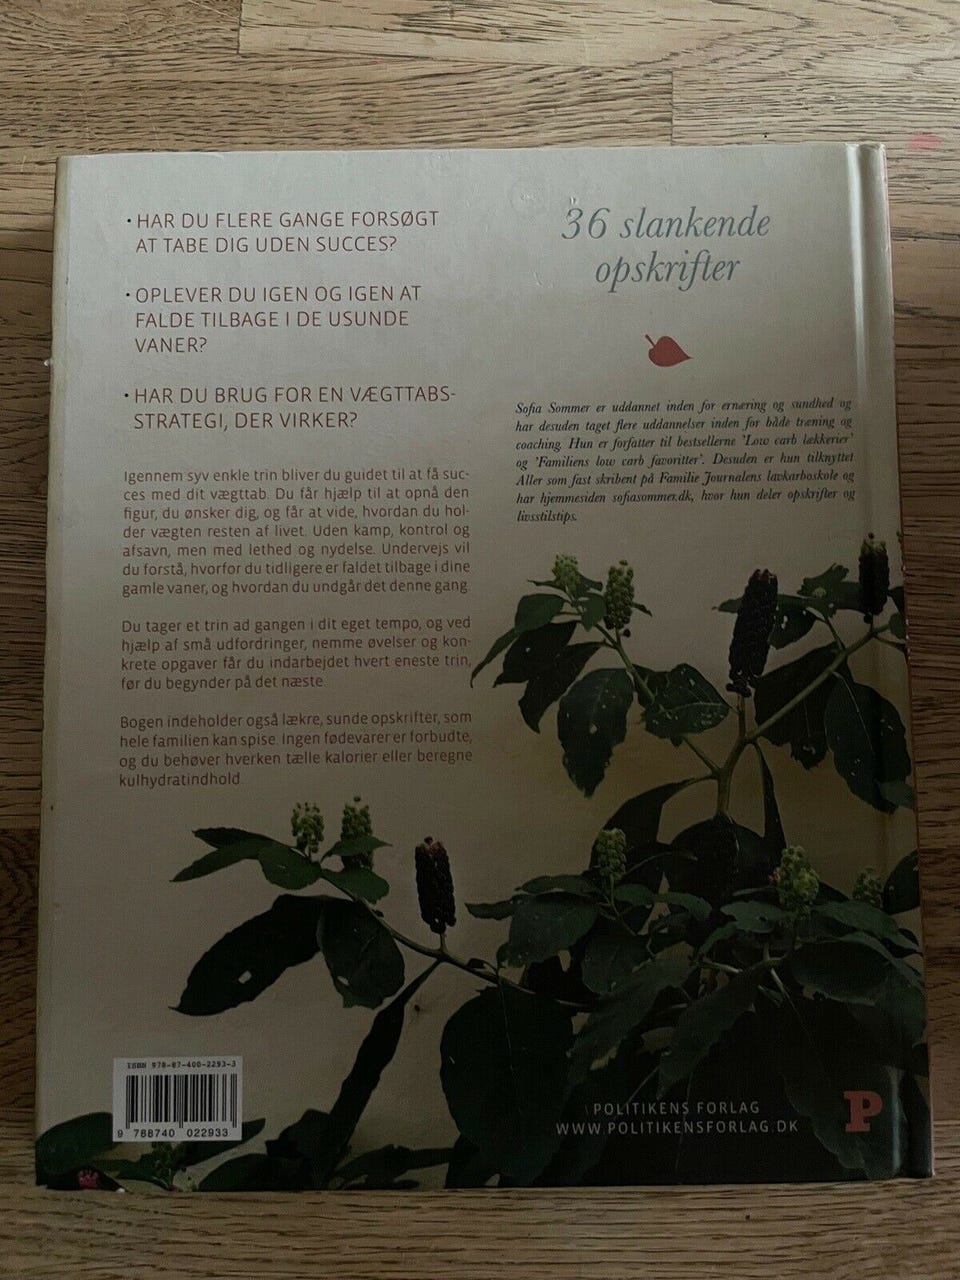 • HAR DU FLERE GANGE FORSØGT
AT TABE DIG UDEN SUCCES?
• OPLEVER DU IGEN OG IGEN AT
FALDE TILBAGE I DE USUNDE
VANER?
• HAR DU BRUG FOR EN VÆGTTABS-
STRATEGI, DER VIRKER?
Igennem syv enkle trin bliver du guidet til at få suc-
ces med dit vægttab. Du får hjælp til at opnå den
figur, du ønsker dig, og får at vide, hvordan du hol-
der vægten resten af livet. Uden kamp, kontrol og
afsavn, men med lethed og nydelse. Undervejs vil
du forstå, hvorfor du tidligere er faldet tilbage i dine
gamle vaner, og hvordan du undgår det denne gang.
Du tager et trin ad gangen i dit eget tempo, og ved
hjælp af små udfordringer, nemme øvelser og kon-
krete opgaver får du indarbejdet hvert eneste trin,
før du begynder på det næste.
Bogen indeholder også lækre, sunde opskrifter, som
hele familien kan spise. Ingen fødevarer er forbudte,
og du behøver hverken tælle kalorier eller beregne
kulhydratindhold.
36 slankende
opskrifter
Sofia Sommer er uddannet inden for ernæring og sundhed og
har desuden taget flere uddannelser inden for både træning og
coaching. Hun er forfatter til bestsellerne 'Low carb lækkerier'
og 'Familiens low carb favoritter'. Desuden er hun tilknyttet
Aller som fast skribent på Familie Journalens lavkarboskole og
har hjemmesiden sofiasommer.dk, hvor hun deler opskrifter og
livsstilstips.
ISBN 978-87-400-2293-3
9 788740 022933
POLITIKENS FORLAG
WWW.POLITIKENSFORLAG.DK
P